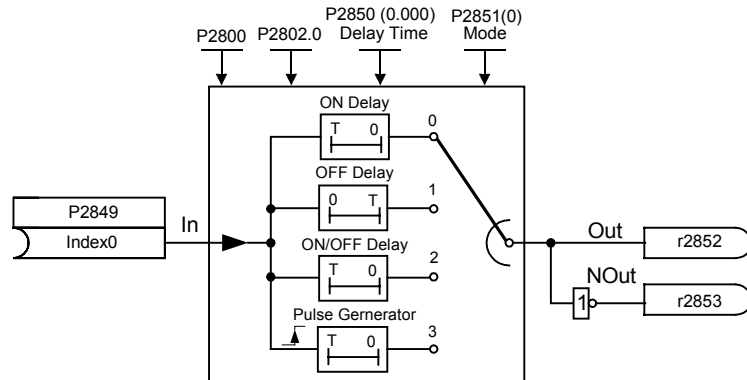 P2800 P2802.0 P2850 (0.000) P2851(0)
Delay Time Mode
ON Delay 0
T 0
OFF Delay 1
0 T
P2849
Index0
In
ON/OFF Delay 2
T 0
Pulse Gernerator 3
T 0
Out
r2852
NOut
1
r2853